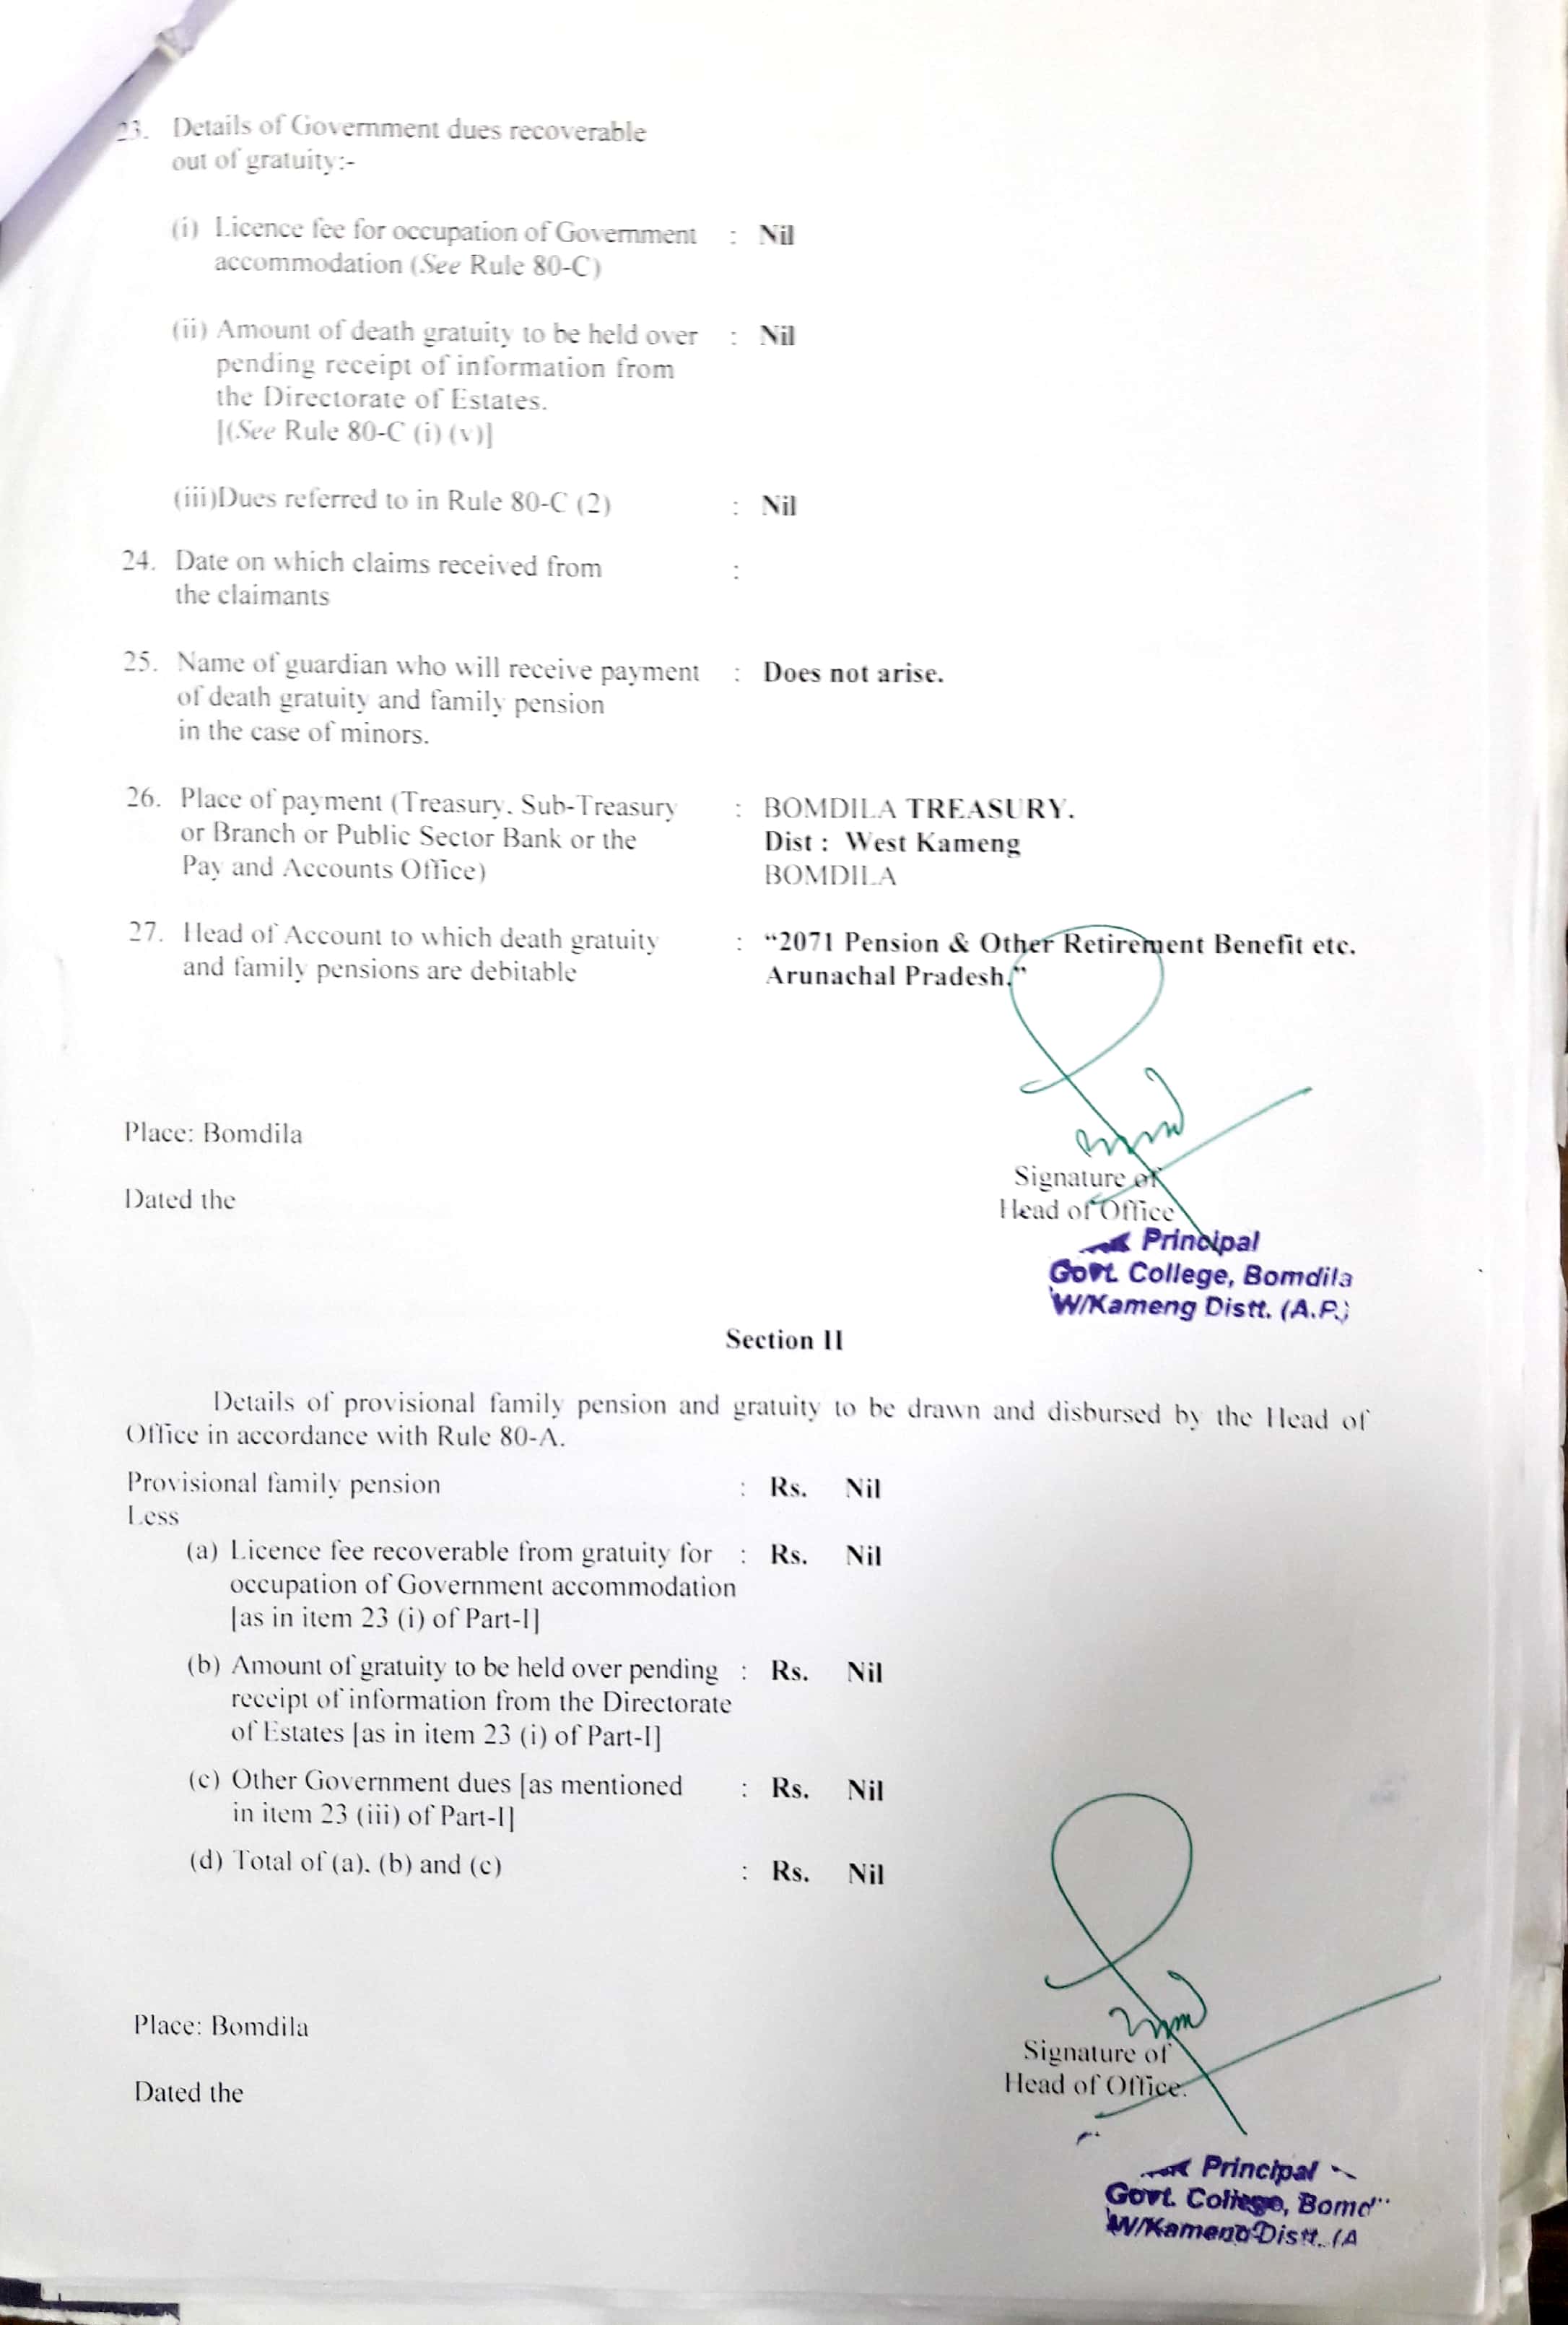 23. Details of Government dues recoverable
out of gratuity:-
(i) Licence fee for occupation of Government : Nil
accommodation (See Rule 80-C)
(ii) Amount of death gratuity to be held over : Nil
pending receipt of information from
the Directorate of Estates.
[(See Rule 80-C (i) (v)]
(iii)Dues referred to in Rule 80-C (2) : Nil
24. Date on which claims received from :
the claimants
25. Name of guardian who will receive payment : Does not arise.
of death gratuity and family pension
in the case of minors.
26. Place of payment (Treasury. Sub-Treasury : BOMDILA TREASURY.
or Branch or Public Sector Bank or the Dist : West Kameng
Pay and Accounts Office) BOMDILA
27. Head of Account to which death gratuity : “2071 Pension & Other Retirement Benefit etc.
and family pensions are debitable Arunachal Pradesh.”
Place: Bomdila
Signature of
Dated the
Head of Office
Principal
Govt. College, Bomdila
W/Kameng Distt. (A.P.)
Section II
Details of provisional family pension and gratuity to be drawn and disbursed by the Head of
Office in accordance with Rule 80-A.
Provisional family pension : Rs. Nil
Less
(a) Licence fee recoverable from gratuity for : Rs. Nil
occupation of Government accommodation
[as in item 23 (i) of Part-I]
(b) Amount of gratuity to be held over pending : Rs. Nil
receipt of information from the Directorate
of Estates [as in item 23 (i) of Part-I]
(c) Other Government dues [as mentioned : Rs. Nil
in item 23 (iii) of Part-I]
(d) Total of (a). (b) and (c) : Rs. Nil
Place: Bomdila
Signature of
Head of Office.
Dated the
Principal
Govt. College, Bomd
W/Kameng Distt. (A